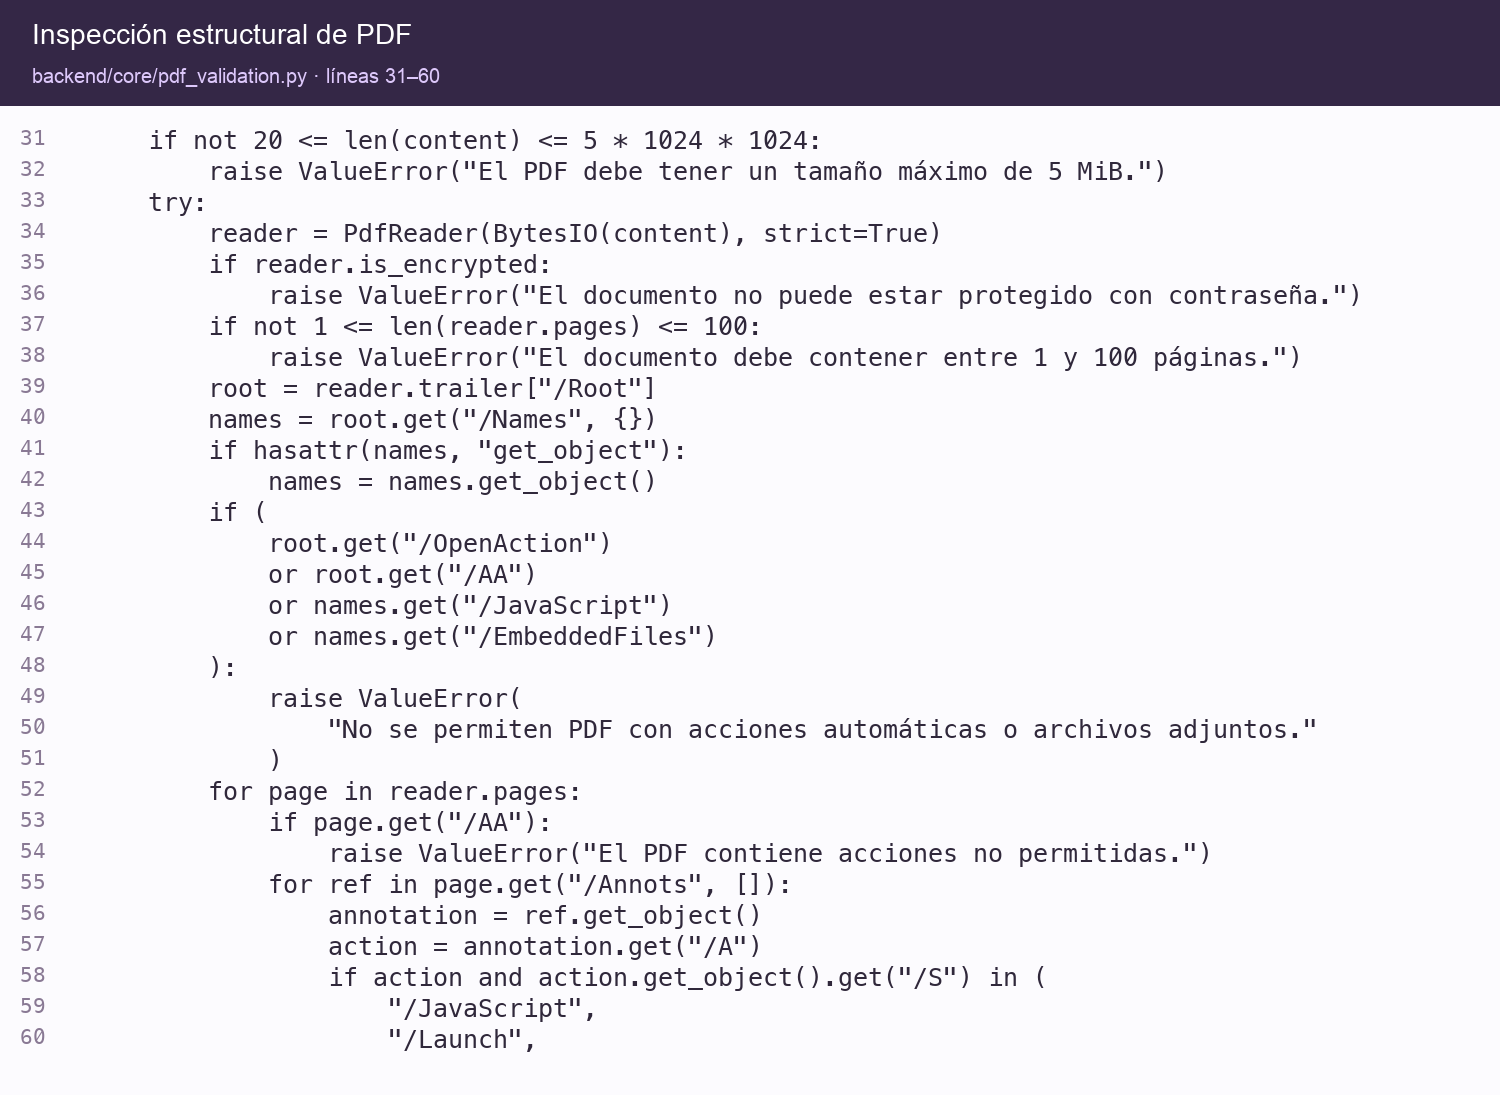 Inspección estructural de PDF
backend/core/pdf_validation.py · líneas 31–60
31 if not 20 <= len(content) <= 5 * 1024 * 1024:
32 raise ValueError("El PDF debe tener un tamaño máximo de 5 MiB.")
33 try:
34 reader = PdfReader(BytesIO(content), strict=True)
35 if reader.is_encrypted:
36 raise ValueError("El documento no puede estar protegido con contraseña.")
37 if not 1 <= len(reader.pages) <= 100:
38 raise ValueError("El documento debe contener entre 1 y 100 páginas.")
39 root = reader.trailer["/Root"]
40 names = root.get("/Names", {})
41 if hasattr(names, "get_object"):
42 names = names.get_object()
43 if (
44 root.get("/OpenAction")
45 or root.get("/AA")
46 or names.get("/JavaScript")
47 or names.get("/EmbeddedFiles")
48 ):
49 raise ValueError(
50 "No se permiten PDF con acciones automáticas o archivos adjuntos."
51 )
52 for page in reader.pages:
53 if page.get("/AA"):
54 raise ValueError("El PDF contiene acciones no permitidas.")
55 for ref in page.get("/Annots", []):
56 annotation = ref.get_object()
57 action = annotation.get("/A")
58 if action and action.get_object().get("/S") in (
59 "/JavaScript",
60 "/Launch",